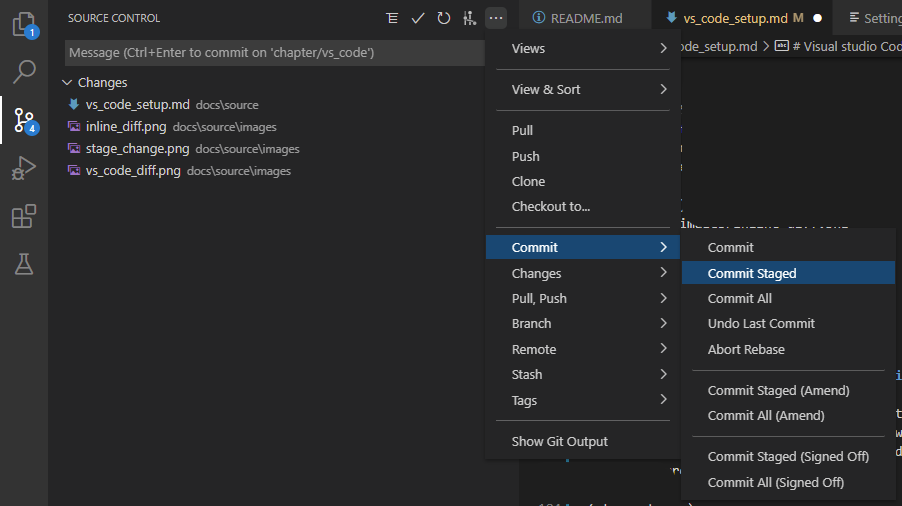 SOURCE CONTROL
README.md
vs_code_setup.md M
Setting
Message (Ctrl+Enter to commit on 'chapter/vs_code')
ode_setup.md > # Visual studio Cod
Changes
vs_code_setup.md docs\source
inline_diff.png docs\source\images
stage_change.png docs\source\images
vs_code_diff.png docs\source\images
1
4
Views
View & Sort
Pull
Push
Clone
Checkout to...
Commit
Changes
Pull, Push
Branch
Remote
Stash
Tags
Show Git Output
Commit
Commit Staged
Commit All
Undo Last Commit
Abort Rebase
Commit Staged (Amend)
Commit All (Amend)
Commit Staged (Signed Off)
Commit All (Signed Off)